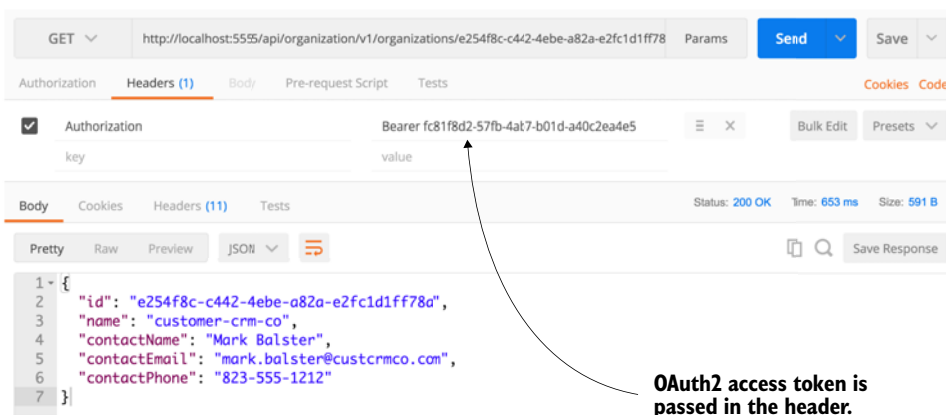 GET http://localhost:5555/api/organization/v1/organizations/e254f8c-c442-4ebe-a82a-e2fc1d1ff78 Params Send Save
Authorization Headers (1) Body Pre-request Script Tests Cookies Code
Authorization Bearer fc81f8d2-57fb-4ab7-b01d-a40c2ea4e5 Bulk Edit Presets
key value
Body Cookies Headers (11) Tests Status: 200 OK Time: 653 ms Size: 591 B
Pretty Raw Preview JSON Save Response
1 {
2 "id": "e254f8c-c442-4ebe-a82a-e2fc1d1ff78a",
3 "name": "customer-crm-co",
4 "contactName": "Mark Balster",
5 "contactEmail": "mark.balster@custcrmco.com",
6 "contactPhone": "823-555-1212"
7 }
OAuth2 access token is
passed in the header.